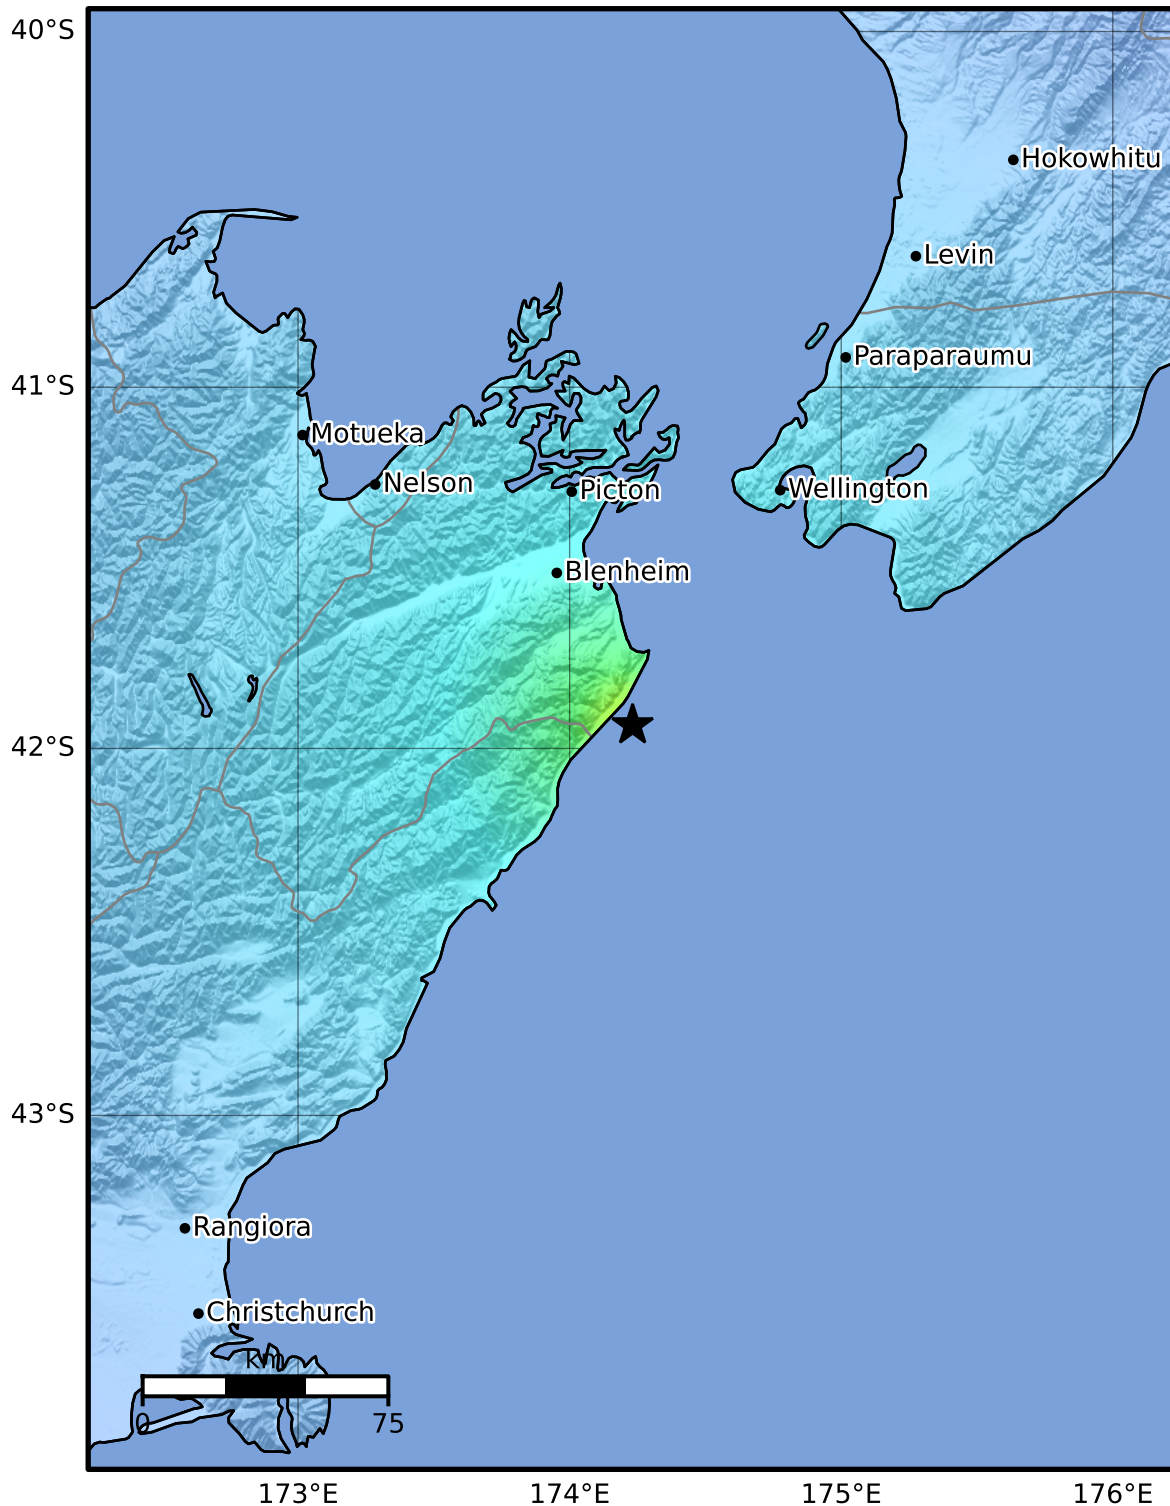 40°S
Hokowhitu
Levin
Paraparaumu
41°S
Motueka
Nelson
Picton
Wellington
Blenheim
42°S
43°S
Rangiora
Christchurch
km
0
75
173°E
174°E
175°E
176°E